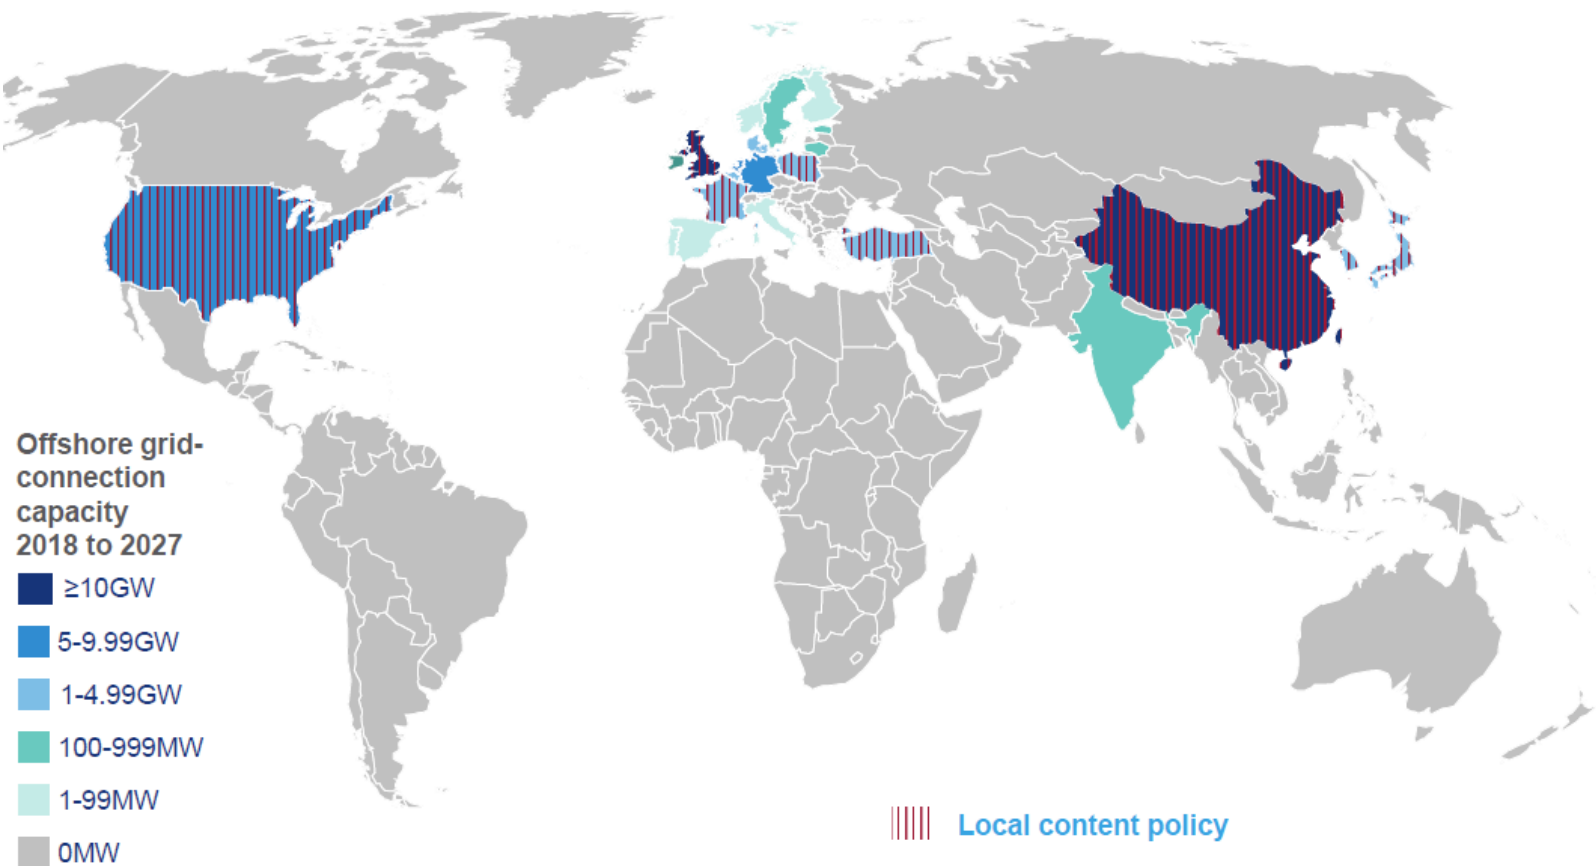 Offshore grid-
connection
capacity
2018 to 2027
≥10GW
5-9.99GW
1-4.99GW
100-999MW
1-99MW
0MW
Local content policy